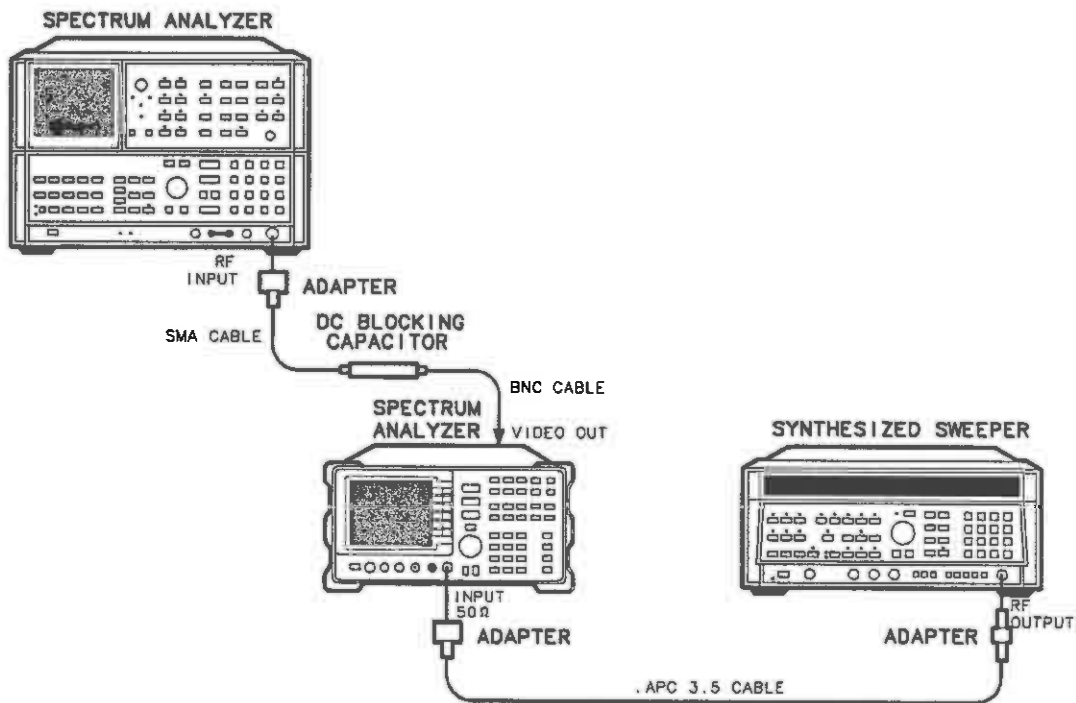 SPECTRUM ANALYZER
RF
INPUT
ADAPTER
SMA CABLE
DC BLOCKING
CAPACITOR
BNC CABLE
SPECTRUM
ANALYZER
VIDEO OUT
SYNTHESIZED SWEEPER
INPUT
50Ω
ADAPTER
RF
OUTPUT
ADAPTER
.APC 3.5 CABLE